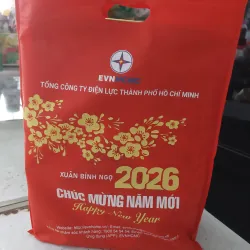 EVN
TỔNG CÔNG TY ĐIỆN LỰC THÀNH PHỐ HỒ CHÍ MINH
XUÂN BÍNH NGỌ 2026
CHÚC MỪNG NĂM MỚI
Happy New Year